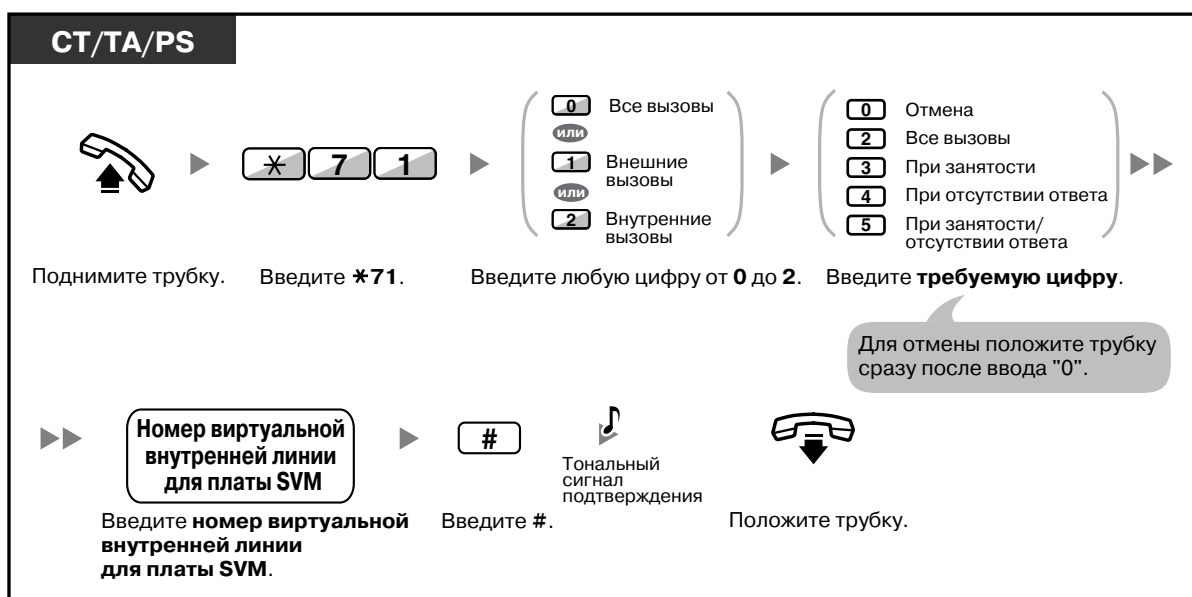 CT/TA/PS
0 Все вызовы
или
1 Внешние
вызовы
или
2 Внутренние
вызовы
0 Отмена
2 Все вызовы
3 При занятости
4 При отсутствии ответа
5 При занятости/
отсутствии ответа
* 7 1
Поднимите трубку.
Введите *71.
Введите любую цифру от 0 до 2.
Введите требуемую цифру.
Для отмены положите трубку
сразу после ввода "0".
Номер виртуальной
внутренней линии
для платы SVM
#
Тональный
сигнал
подтверждения
Введите номер виртуальной
внутренней линии
для платы SVM.
Введите #.
Положите трубку.